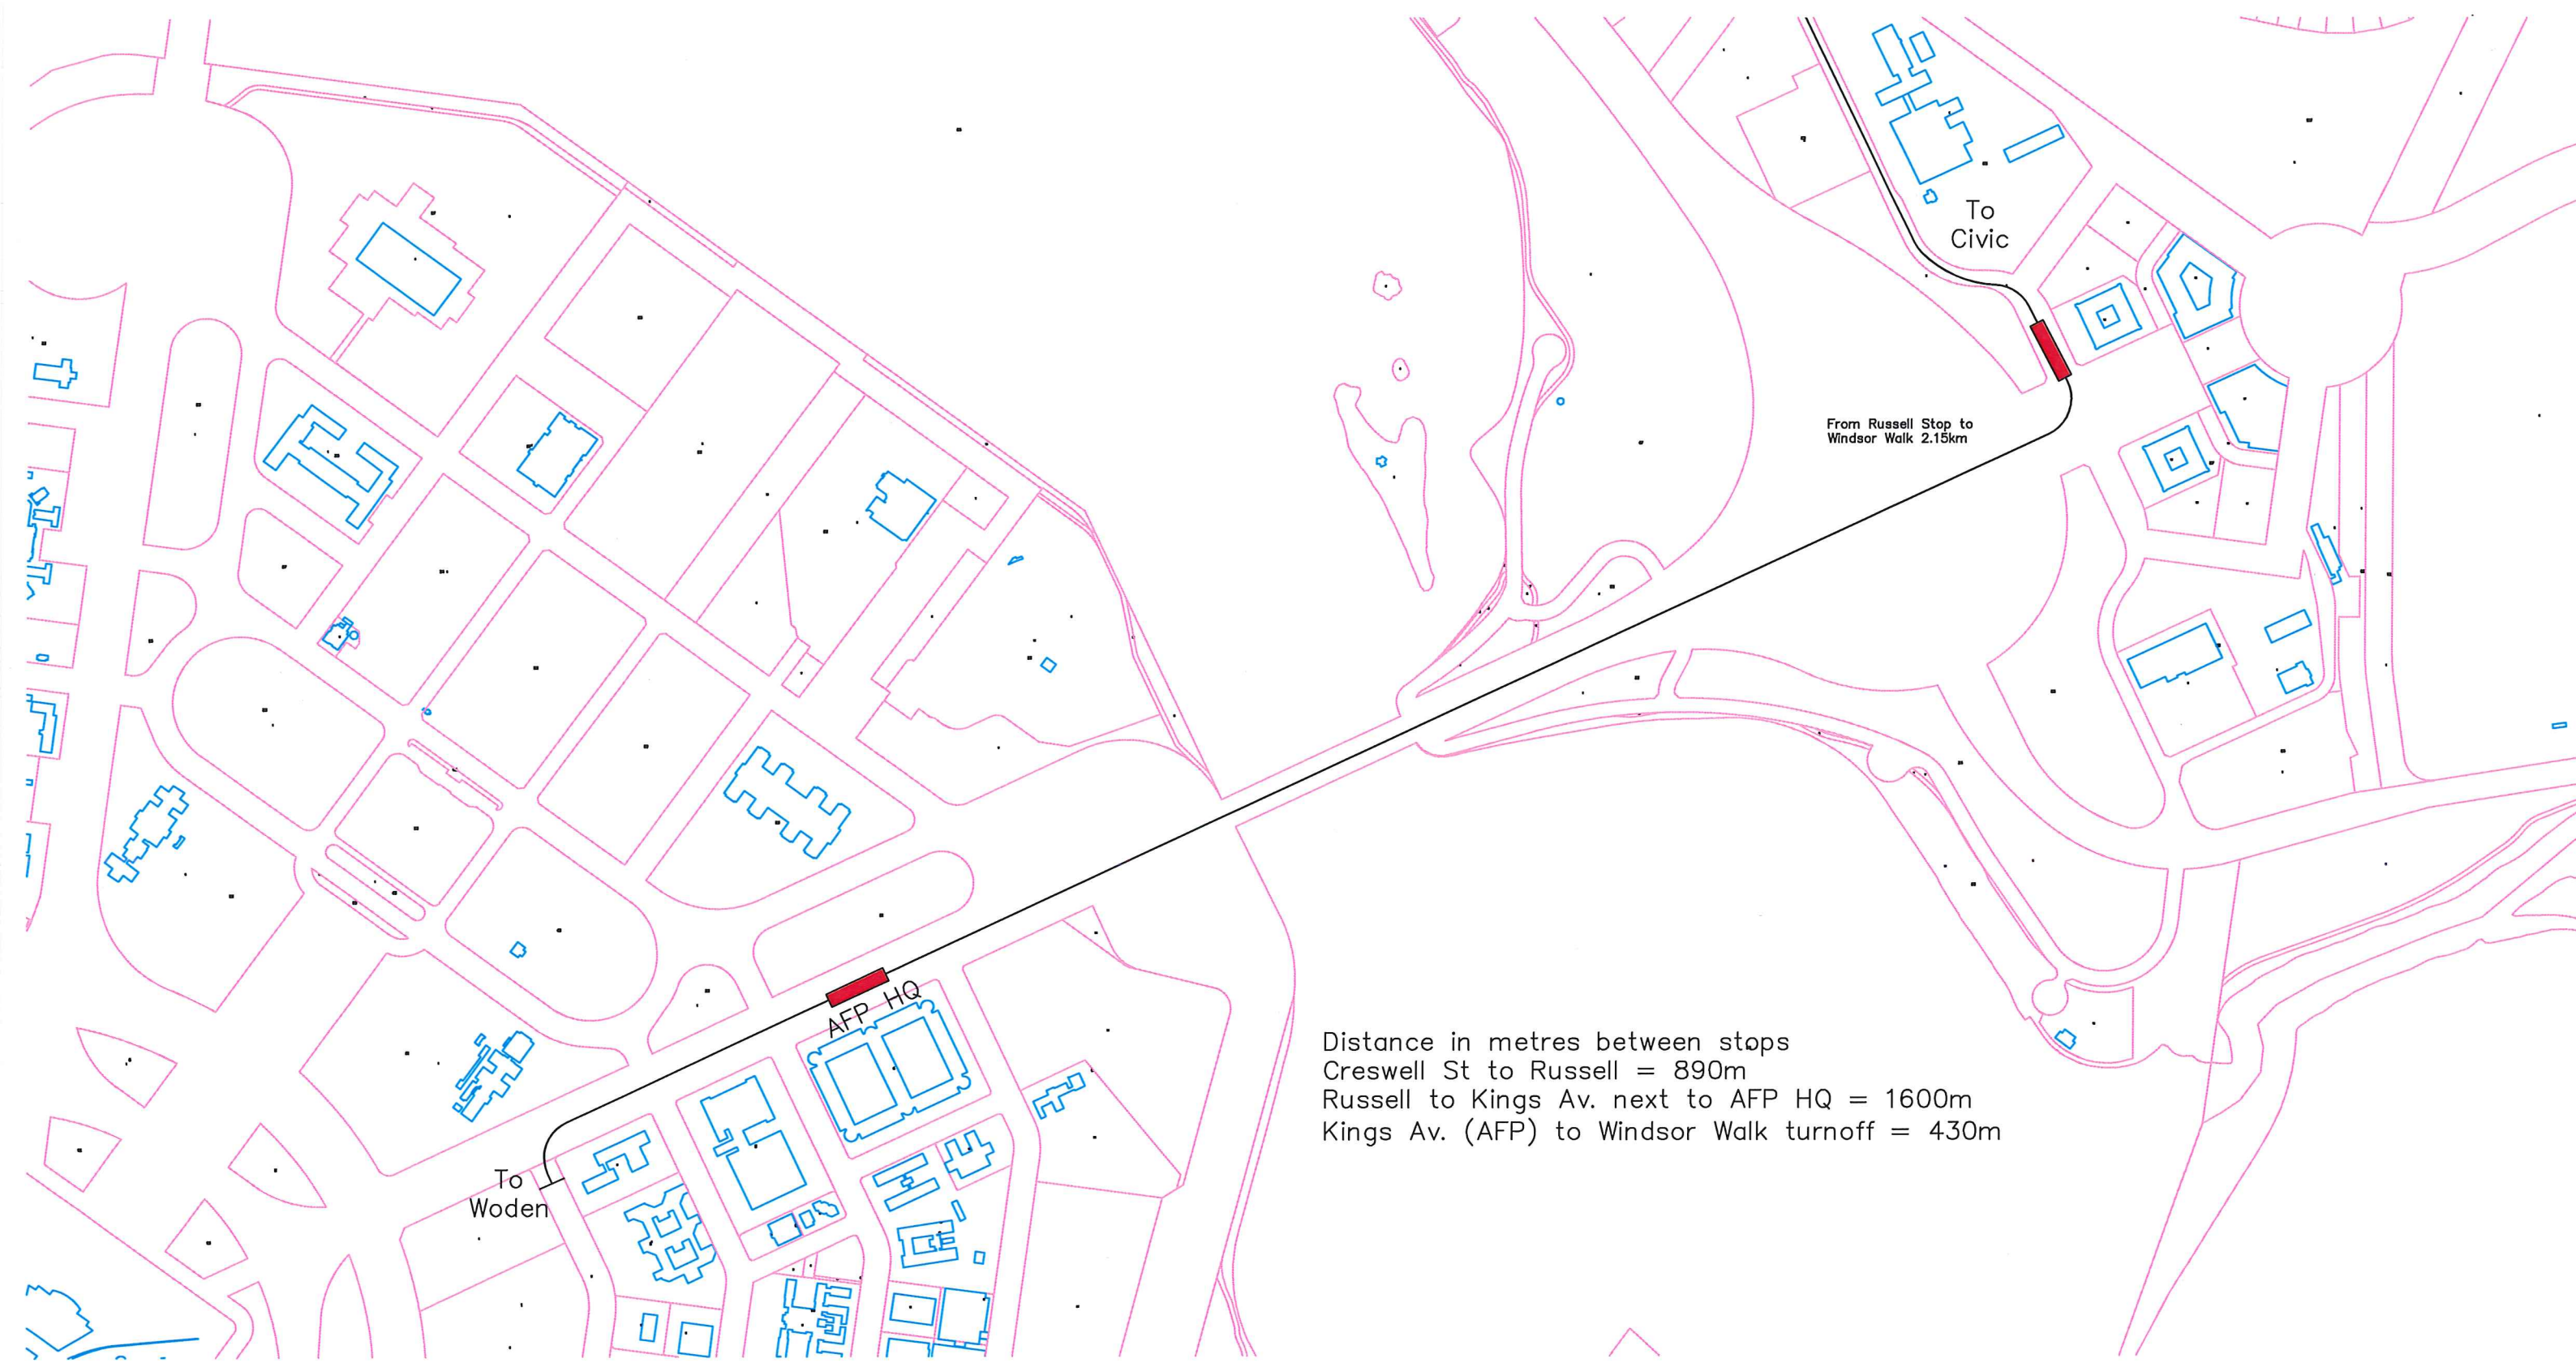 To
Civic
From Russell Stop to
Windsor Walk 2.15km
AFP HQ
To
Woden
Distance in metres between stops
Creswell St to Russell = 890m
Russell to Kings Av. next to AFP HQ = 1600m
Kings Av. (AFP) to Windsor Walk turnoff = 430m